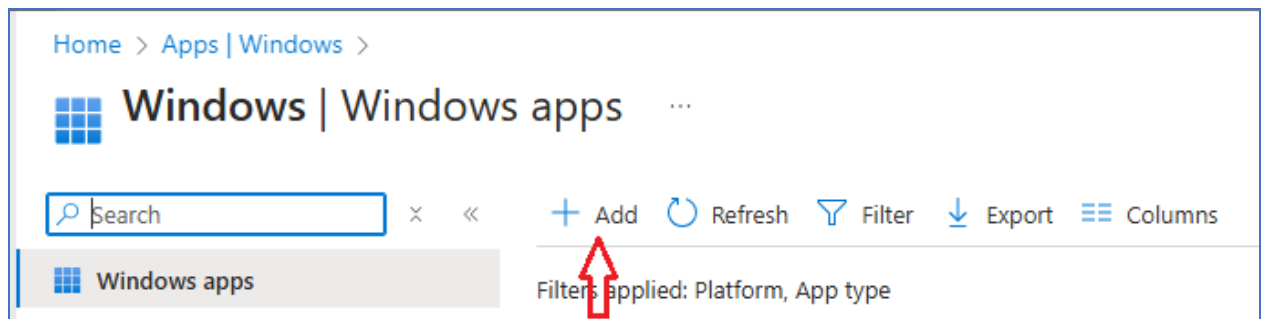 Home > Apps | Windows >
Windows | Windows apps ...
Search
Add Refresh Filter Export Columns
Windows apps
Filters applied: Platform, App type